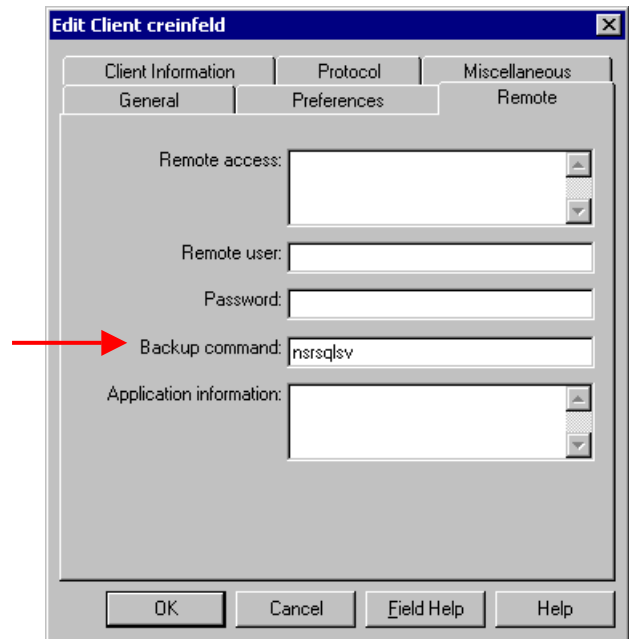 Edit Client creinfeld
Client Information Protocol Miscellaneous
General Preferences Remote
Remote access:
Remote user:
Password:
Backup command: nsrsqlsv
Application information:
OK Cancel Field Help Help